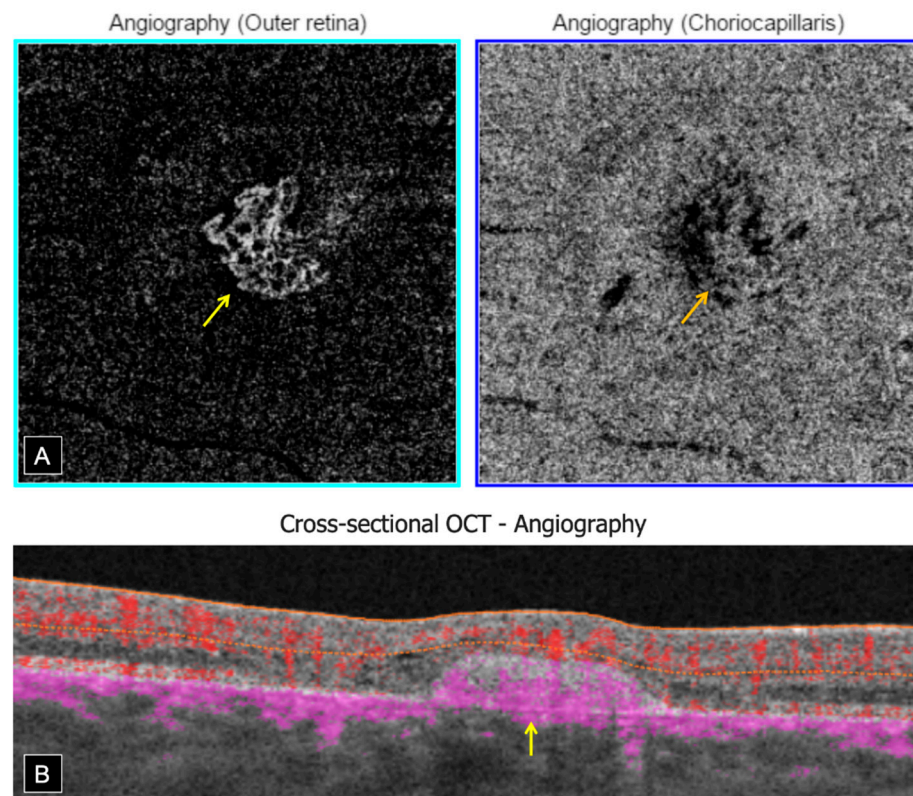 Angiography (Outer retina)
Angiography (Choriocapillaris)
A
Cross-sectional OCT - Angiography
B